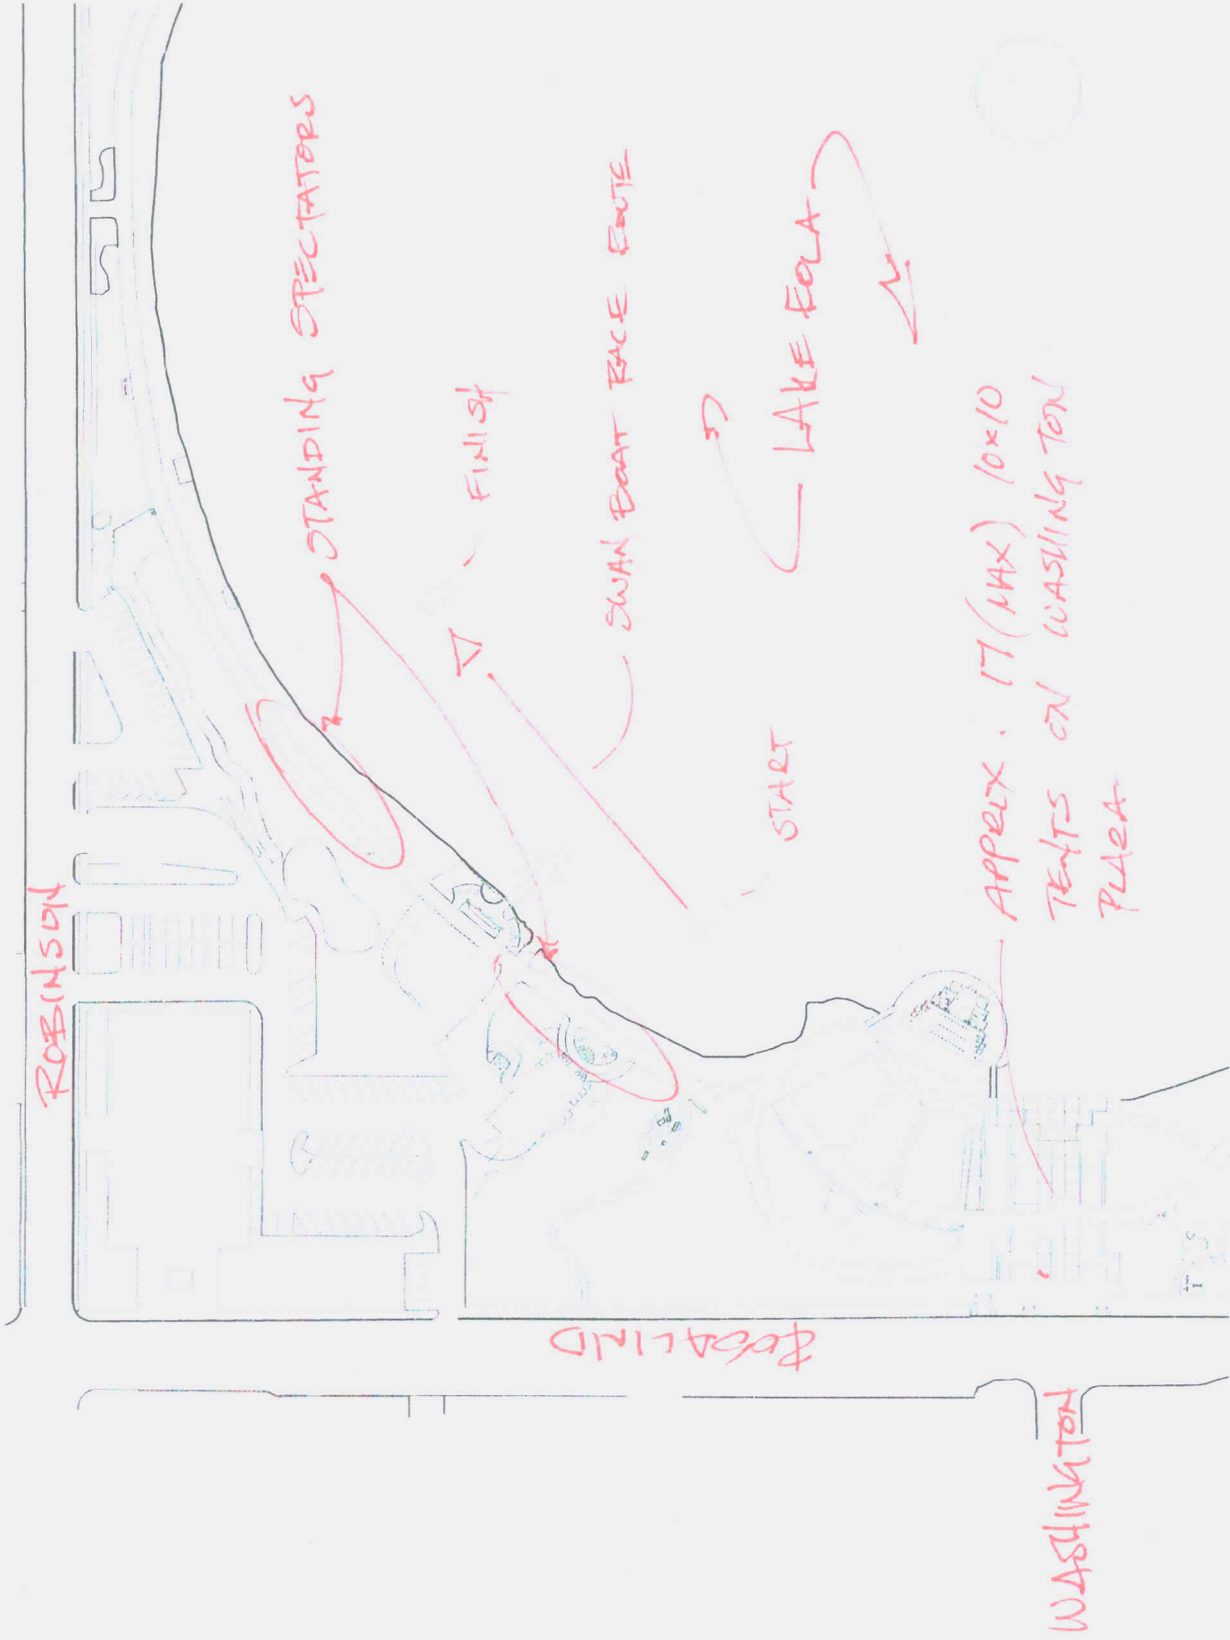 ROBINSON
STANDING SPECTATORS
FINISH
SWAN BOAT RACE ROUTE
LAKE EOLA
START
APPROX. 17 (MAX) 10x10
TENTS ON WASHINGTON
PLAZA
ROSALIND
WASHINGTON